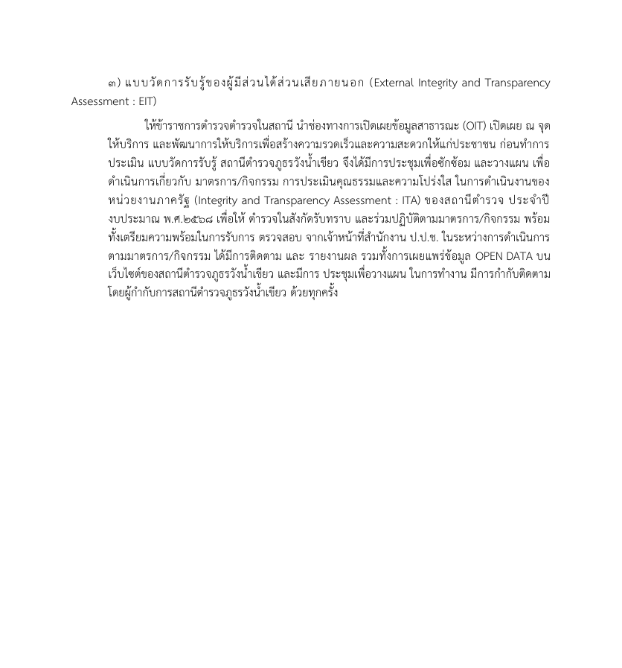 ๓) แบบวัดการรับรู้ของผู้มีส่วนได้ส่วนเสียภายนอก (External Integrity and Transparency
Assessment : EIT)
ให้ข้าราชการตำรวจตำรวจในสถานี นำช่องทางการเปิดเผยข้อมูลสาธารณะ (OIT) เปิดเผย ณ จุด
ให้บริการ และพัฒนาการให้บริการเพื่อสร้างความรวดเร็วและความสะดวกให้แก่ประชาชน ก่อนทำการ
ประเมิน แบบวัดการรับรู้ สถานีตำรวจภูธรวังน้ำเขียว จึงได้มีการประชุมเพื่อซักซ้อม และวางแผน เพื่อ
ดำเนินการเกี่ยวกับ มาตรการ/กิจกรรม การประเมินคุณธรรมและความโปร่งใส ในการดำเนินงานของ
หน่วยงานภาครัฐ (Integrity and Transparency Assessment : ITA) ของสถานีตำรวจ ประจำปี
งบประมาณ พ.ศ.๒๕๖๘ เพื่อให้ ตำรวจในสังกัดรับทราบ และร่วมปฏิบัติตามมาตรการ/กิจกรรม พร้อม
ทั้งเตรียมความพร้อมในการรับการ ตรวจสอบ จากเจ้าหน้าที่สำนักงาน ป.ป.ช. ในระหว่างการดำเนินการ
ตามมาตรการ/กิจกรรม ได้มีการติดตาม และ รายงานผล รวมทั้งการเผยแพร่ข้อมูล OPEN DATA บน
เว็บไซต์ของสถานีตำรวจภูธรวังน้ำเขียว และมีการ ประชุมเพื่อวางแผน ในการทำงาน มีการกำกับติดตาม
โดยผู้กำกับการสถานีตำรวจภูธรวังน้ำเขียว ด้วยทุกครั้ง